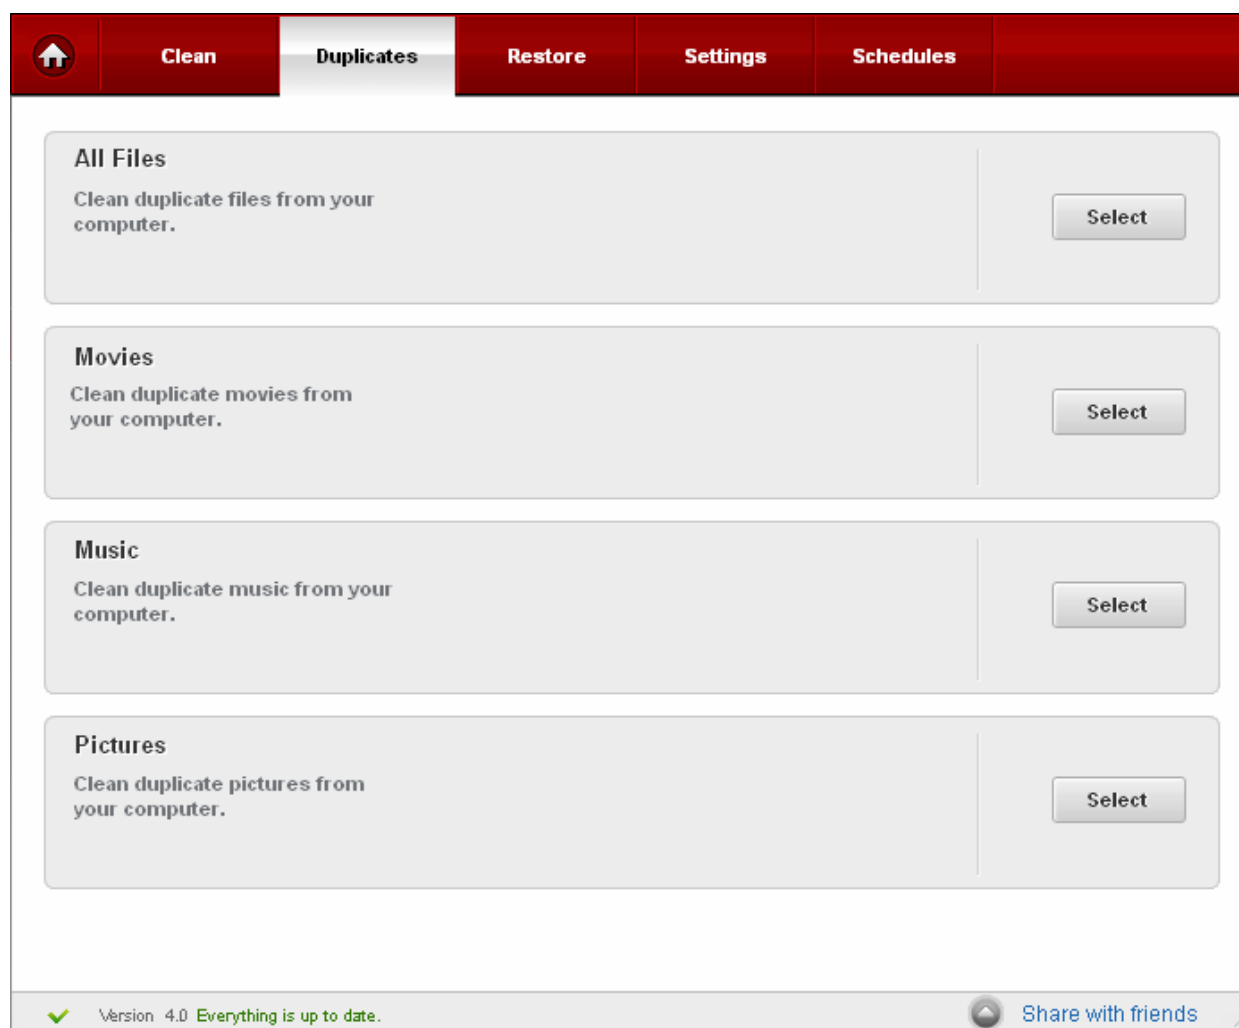 Clean Duplicates Restore Settings Schedules
All Files
Clean duplicate files from your
computer.
Select
Movies
Clean duplicate movies from
your computer.
Select
Music
Clean duplicate music from your
computer.
Select
Pictures
Clean duplicate pictures from
your computer.
Select
Version 4.0 Everything is up to date.
Share with friends